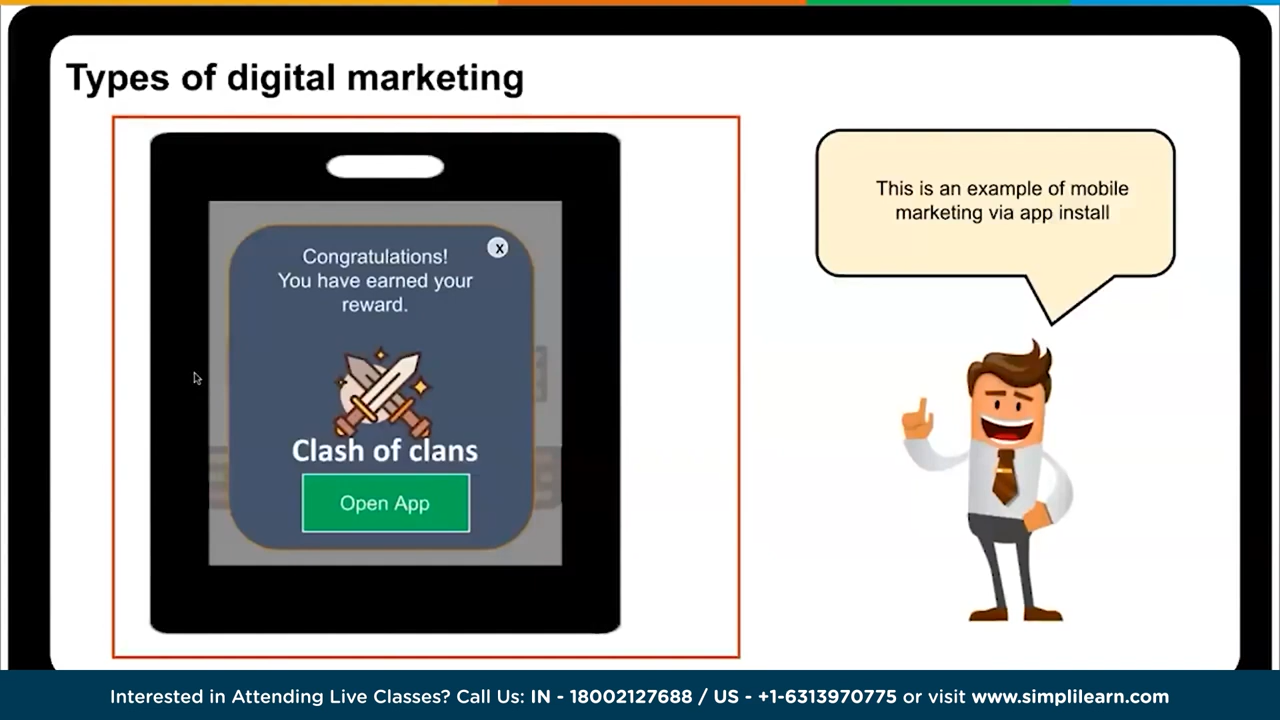 Types of digital marketing
Congratulations!
You have earned your
reward.
x
Clash of clans
Open App
This is an example of mobile
marketing via app install
Interested in Attending Live Classes? Call Us: IN - 18002127688 / US - +1-6313970775 or visit www.simplilearn.com